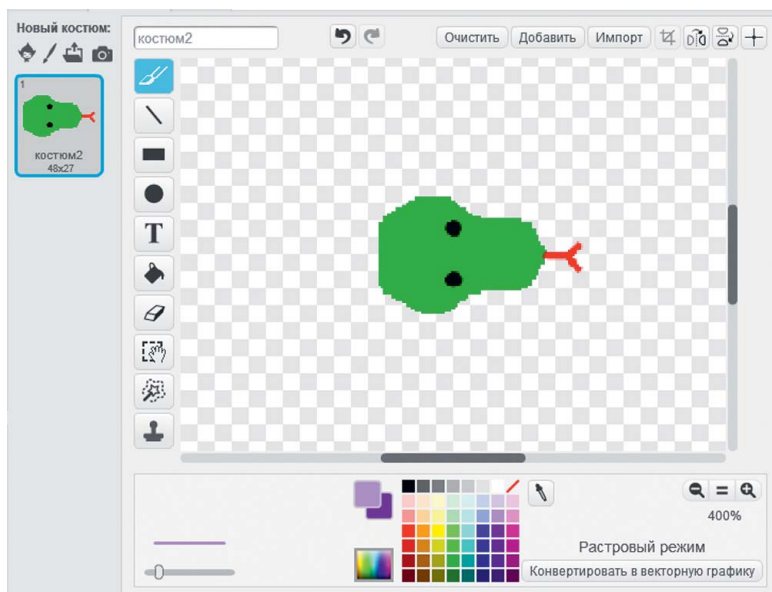 Новый костюм:
костюм2
Очистить
Добавить
Импорт
1
костюм2
48x27
T
400%
Растровый режим
Конвертировать в векторную графику